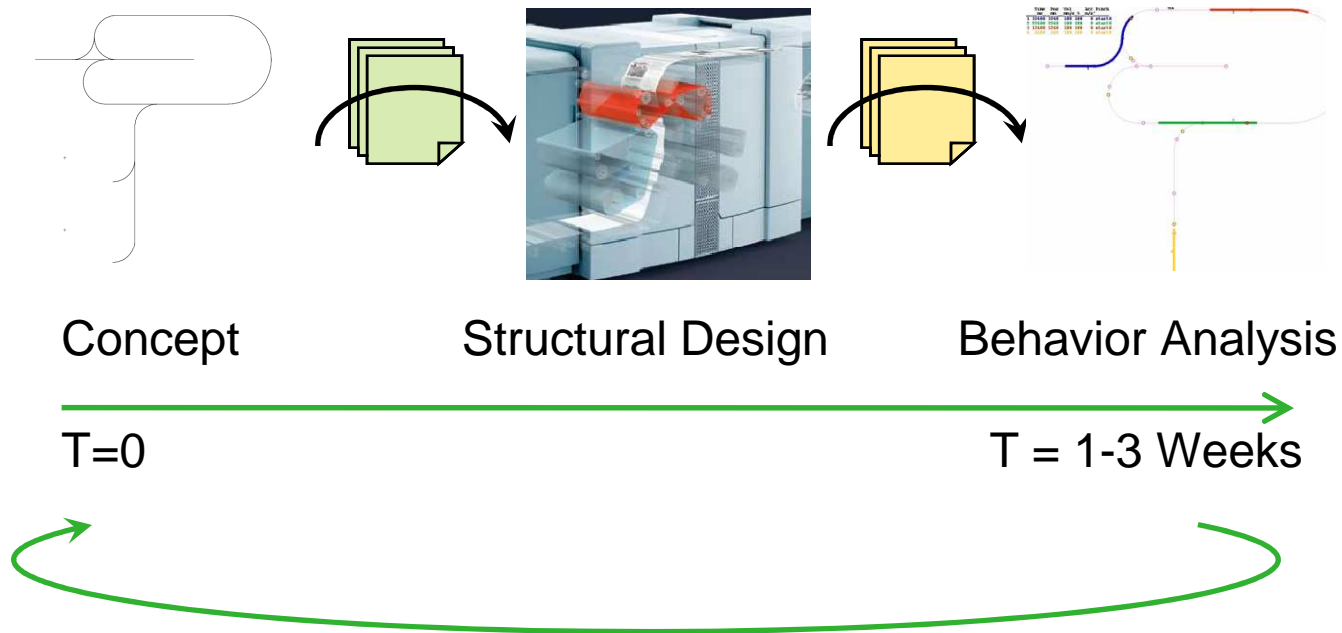 Concept
Structural Design
Behavior Analysis
T=0
T = 1-3 Weeks